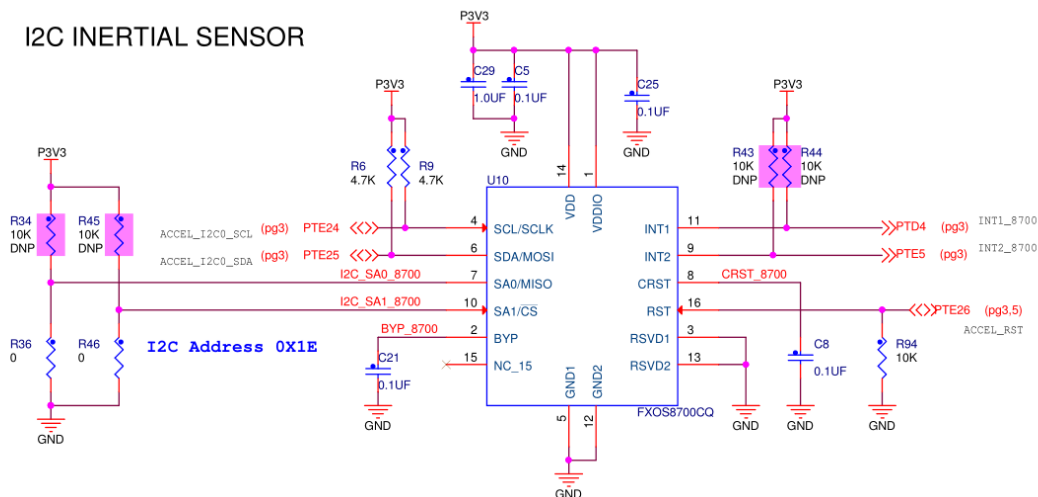 I2C INERTIAL SENSOR
P3V3
C29
1.0UF
C5
0.1UF
C25
0.1UF
GND
GND
P3V3
R6
4.7K
R9
4.7K
P3V3
R43
10K
DNP
R44
10K
DNP
P3V3
R34
10K
DNP
R45
10K
DNP
ACCEL_I2C0_SCL
(pg3) PTE24
ACCEL_I2C0_SDA
(pg3) PTE25
I2C_SA0_8700
I2C_SA1_8700
BYP_8700
R36
0
R46
0
I2C Address 0X1E
C21
0.1UF
GND
GND
U10
14
VDD
1
VDDIO
4 SCL/SCLK
6 SDA/MOSI
7 SA0/MISO
10 SA1/CS
2 BYP
15 NC_15
INT1 11
INT2 9
CRST 8
RST 16
RSVD1 3
RSVD2 13
GND1
5
GND2
12
FXOS8700CQ
GND
PTD4 (pg3) INT1_8700
PTE5 (pg3) INT2_8700
CRST_8700
PTE26 (pg3,5)
ACCEL_RST
C8
0.1UF
R94
10K
GND
GND
GND